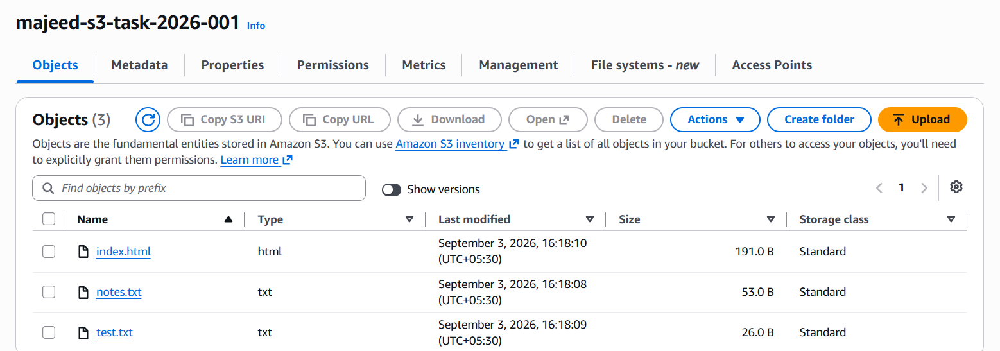 majeed-s3-task-2026-001 Info
Objects Metadata Properties Permissions Metrics Management File systems - new Access Points
Objects (3) Copy S3 URI Copy URL Download Open Delete Actions Create folder Upload
Objects are the fundamental entities stored in Amazon S3. You can use Amazon S3 inventory to get a list of all objects in your bucket. For others to access your objects, you'll need
to explicitly grant them permissions. Learn more
Find objects by prefix Show versions 1
Name Type Last modified Size Storage class
index.html html September 3, 2026, 16:18:10 (UTC+05:30) 191.0 B Standard
notes.txt txt September 3, 2026, 16:18:08 (UTC+05:30) 53.0 B Standard
test.txt txt September 3, 2026, 16:18:09 (UTC+05:30) 26.0 B Standard